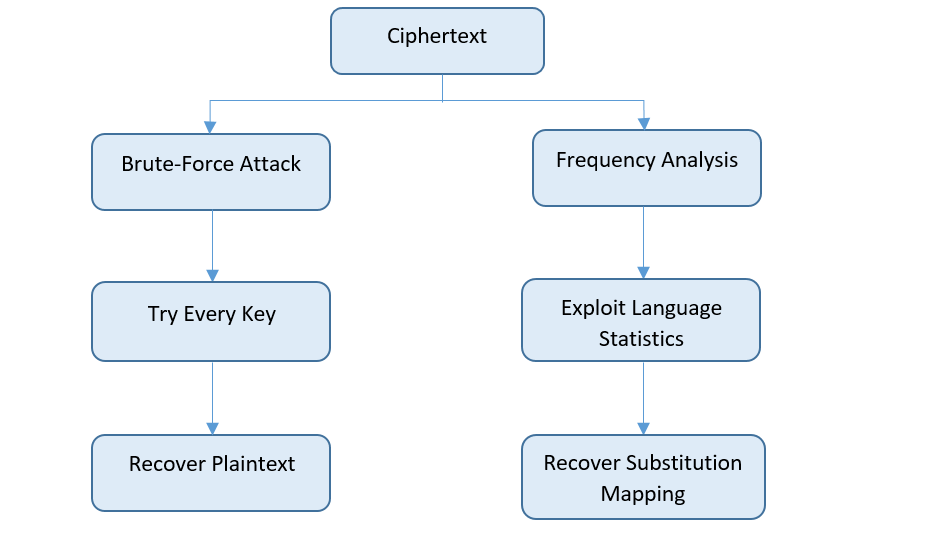 Ciphertext
Brute-Force Attack
Frequency Analysis
Try Every Key
Exploit Language
Statistics
Recover Plaintext
Recover Substitution
Mapping